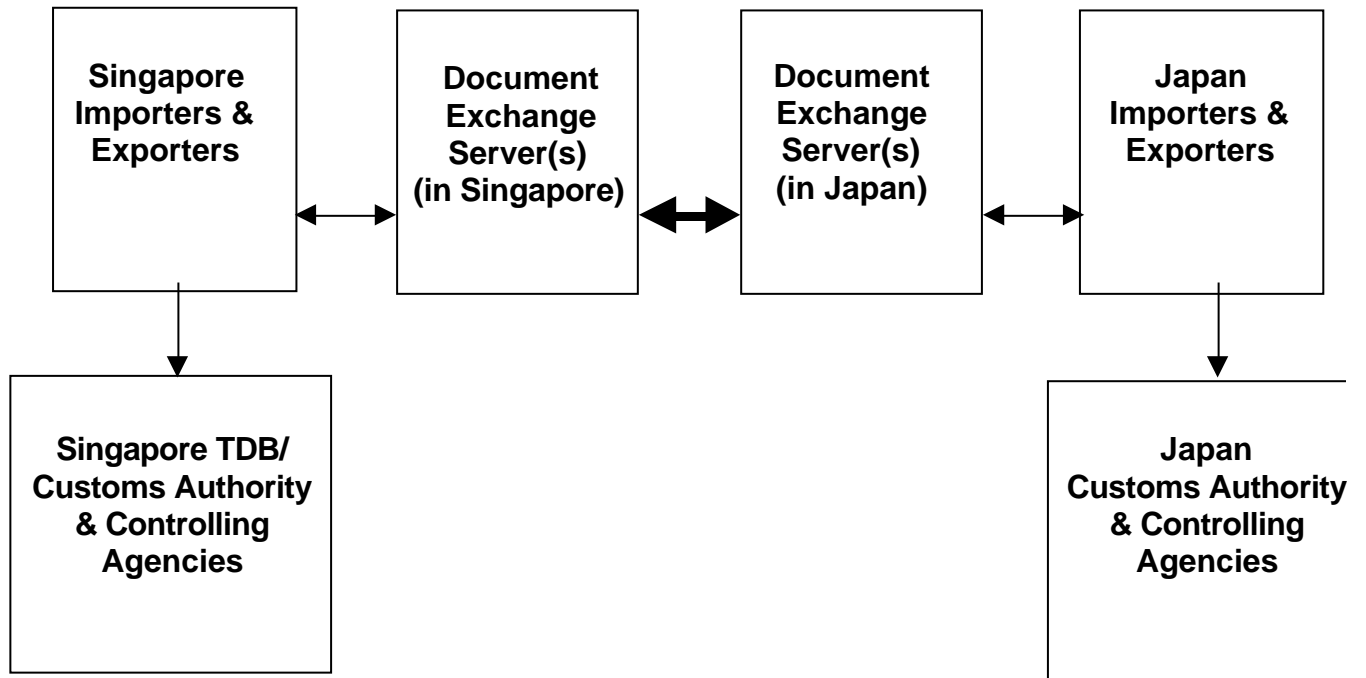 Singapore
Importers &
Exporters
Document
Exchange
Server(s)
(in Singapore)
Document
Exchange
Server(s)
(in Japan)
Japan
Importers &
Exporters
Singapore TDB/
Customs Authority
& Controlling
Agencies
Japan
Customs Authority
& Controlling
Agencies